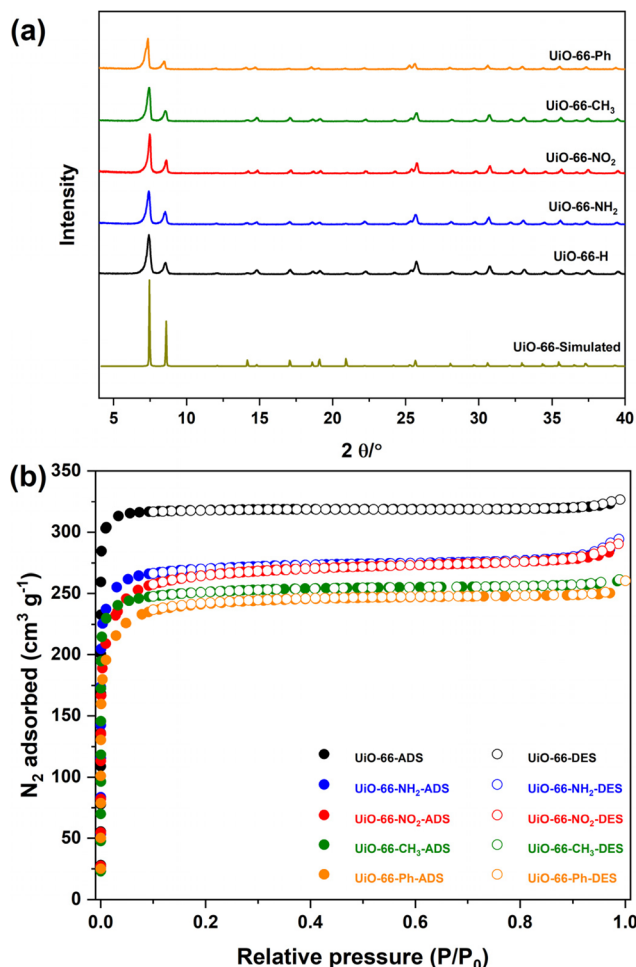 (a)
UiO-66-Ph
UiO-66-CH₃
UiO-66-NO₂
UiO-66-NH₂
UiO-66-H
UiO-66-Simulated
Intensity
5 10 15 20 25 30 35 40
2 θ/°
(b)
350
300
250
200
150
100
50
0
N₂ adsorbed (cm³ g⁻¹)
UiO-66-ADS UiO-66-DES
UiO-66-NH₂-ADS UiO-66-NH₂-DES
UiO-66-NO₂-ADS UiO-66-NO₂-DES
UiO-66-CH₃-ADS UiO-66-CH₃-DES
UiO-66-Ph-ADS UiO-66-Ph-DES
0.0 0.2 0.4 0.6 0.8 1.0
Relative pressure (P/P₀)